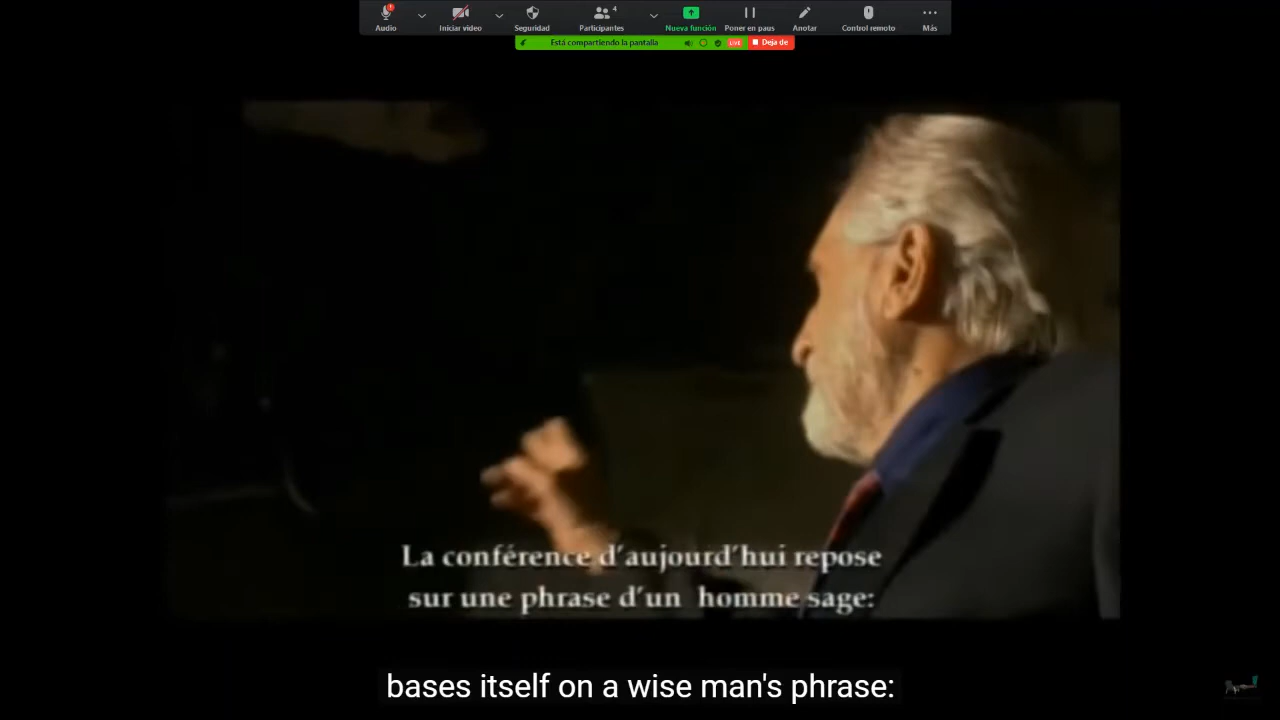 Audio
Iniciar video
Seguridad
Participantes
4
Nueva función
Poner en paus
Anotar
Control remoto
Más
Está compartiendo la pantalla
LIVE
Deja de
La conférence d'aujourd'hui repose
sur une phrase d'un homme sage:
bases itself on a wise man's phrase: